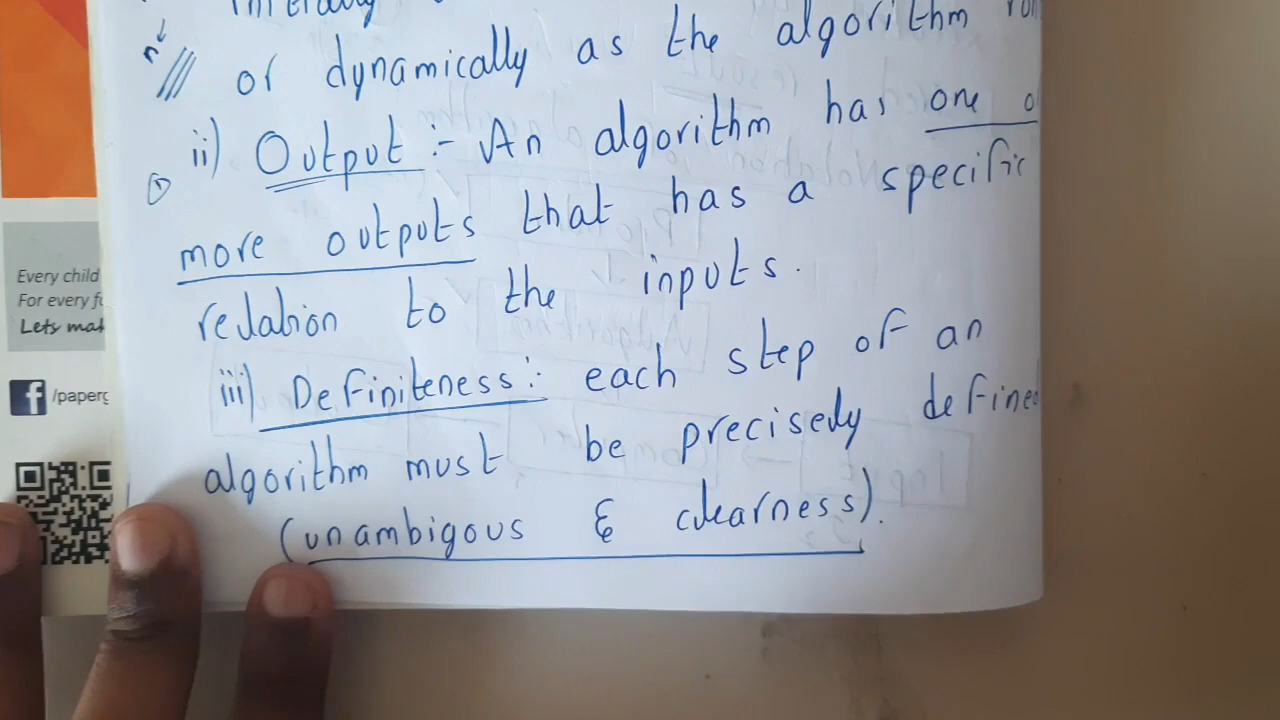 or dynamically as the algorithm
ii) Output :- An algorithm has one o
more outputs that has a specific
relation to the inputs.
iii) Definiteness :- each step of an
algorithm must be precisely define
(unambigous & clearness).
Every child
For every f
Lets mak
f /paperg